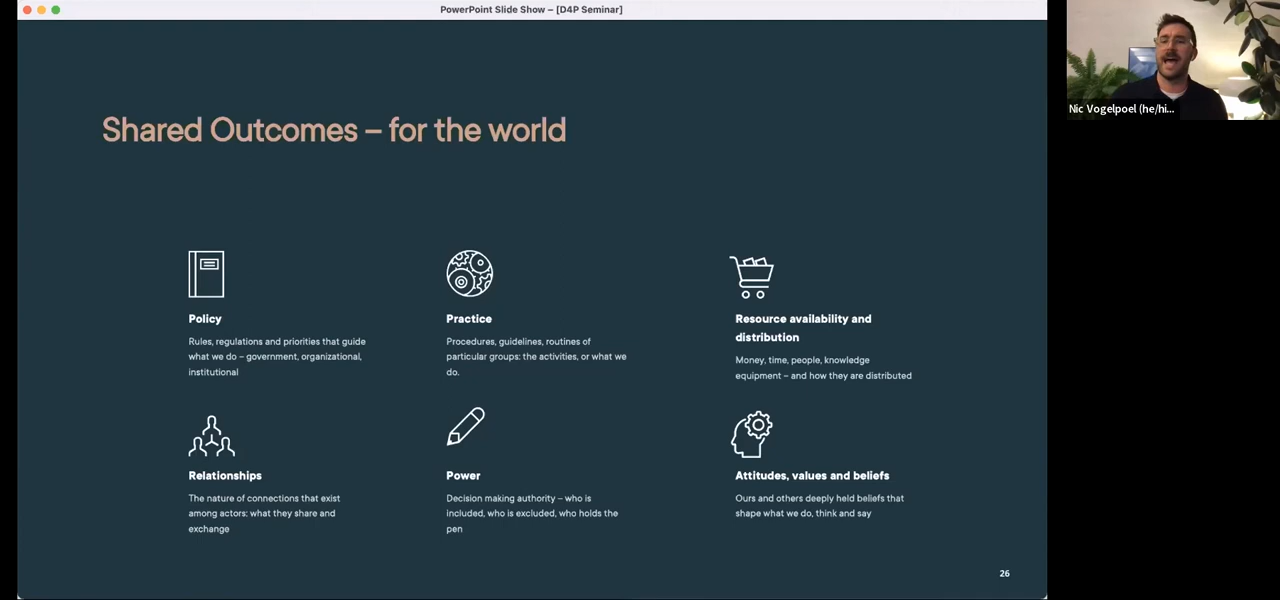 PowerPoint Slide Show – [D4P Seminar]
Nic Vogelpoel (he/hi...
Shared Outcomes – for the world
Policy
Rules, regulations and priorities that guide
what we do – government, organizational,
institutional
Practice
Procedures, guidelines, routines of
particular groups: the activities, or what we
do.
Resource availability and
distribution
Money, time, people, knowledge
equipment – and how they are distributed
Relationships
The nature of connections that exist
among actors: what they share and
exchange
Power
Decision making authority – who is
included, who is excluded, who holds the
pen
Attitudes, values and beliefs
Ours and others deeply held beliefs that
shape what we do, think and say
26